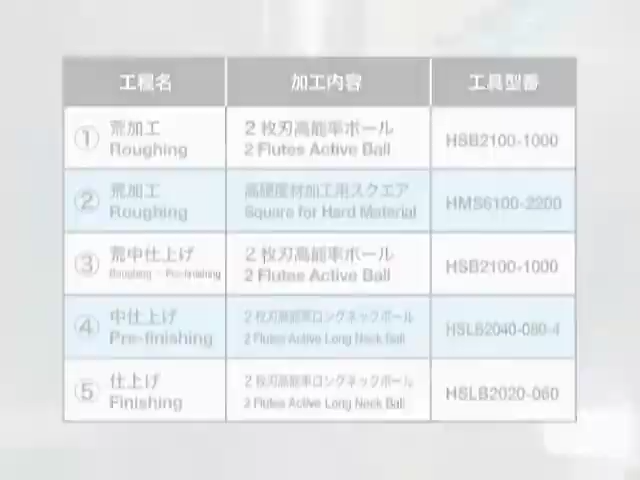 工程名 加工内容 工具型番
① 荒加工 2枚刃高能率ボール HSB2100-1000
Roughing 2 Flutes Active Ball
② 荒加工 高硬度材加工用スクエア HMS6100-2200
Roughing Square for Hard Material
③ 荒中仕上げ 2枚刃高能率ボール HSB2100-1000
Roughing ・ Pre-finishing 2 Flutes Active Ball
④ 中仕上げ 2枚刃高能率ロングネックボール HSLB2040-080-4
Pre-finishing 2 Flutes Active Long Neck Ball
⑤ 仕上げ 2枚刃高能率ロングネックボール HSLB2020-060
Finishing 2 Flutes Active Long Neck Ball